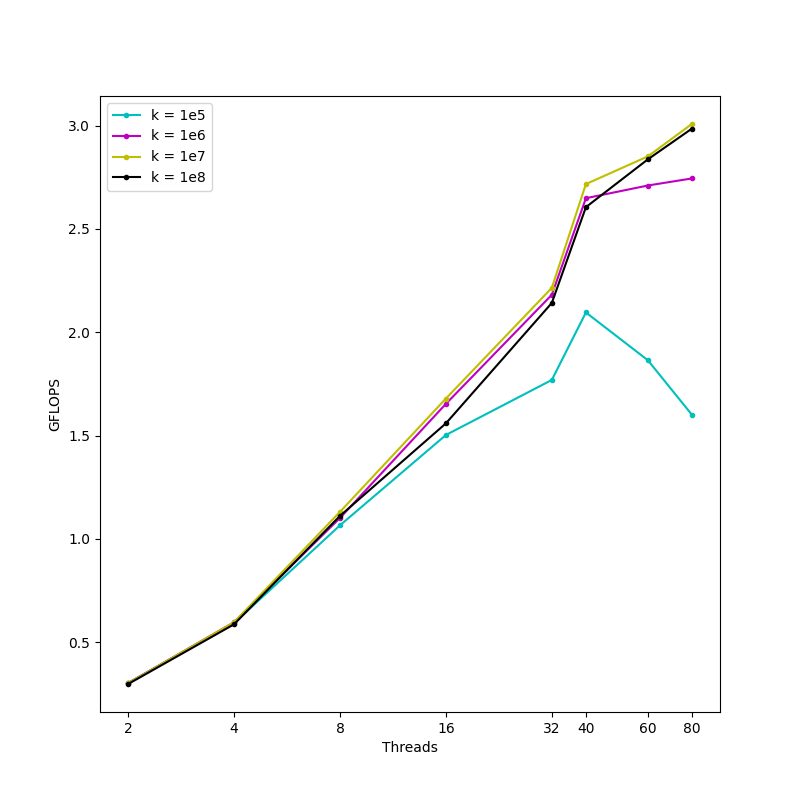 k = 1e5
k = 1e6
k = 1e7
k = 1e8
3.0
2.5
2.0
1.5
1.0
0.5
GFLOPS
2 4 8 16 32 40 60 80
Threads